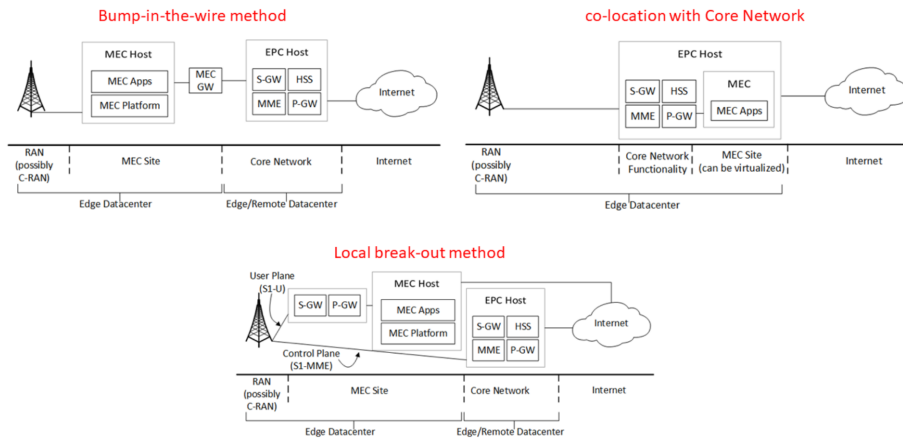 Bump-in-the-wire method
MEC Host
MEC Apps
MEC Platform
MEC
GW
EPC Host
S-GW
HSS
MME
P-GW
Internet
RAN
(possibly
C-RAN)
MEC Site
Core Network
Internet
Edge Datacenter
Edge/Remote Datacenter
co-location with Core Network
EPC Host
S-GW
HSS
MME
P-GW
MEC
MEC Apps
Internet
RAN
(possibly
C-RAN)
Core Network
Functionality
MEC Site
(can be virtualized)
Internet
Edge Datacenter
Local break-out method
User Plane
(S1-U)
S-GW
P-GW
MEC Host
MEC Apps
MEC Platform
EPC Host
S-GW
HSS
MME
P-GW
Internet
Control Plane
(S1-MME)
RAN
(possibly
C-RAN)
MEC Site
Core Network
Internet
Edge Datacenter
Edge/Remote Datacenter